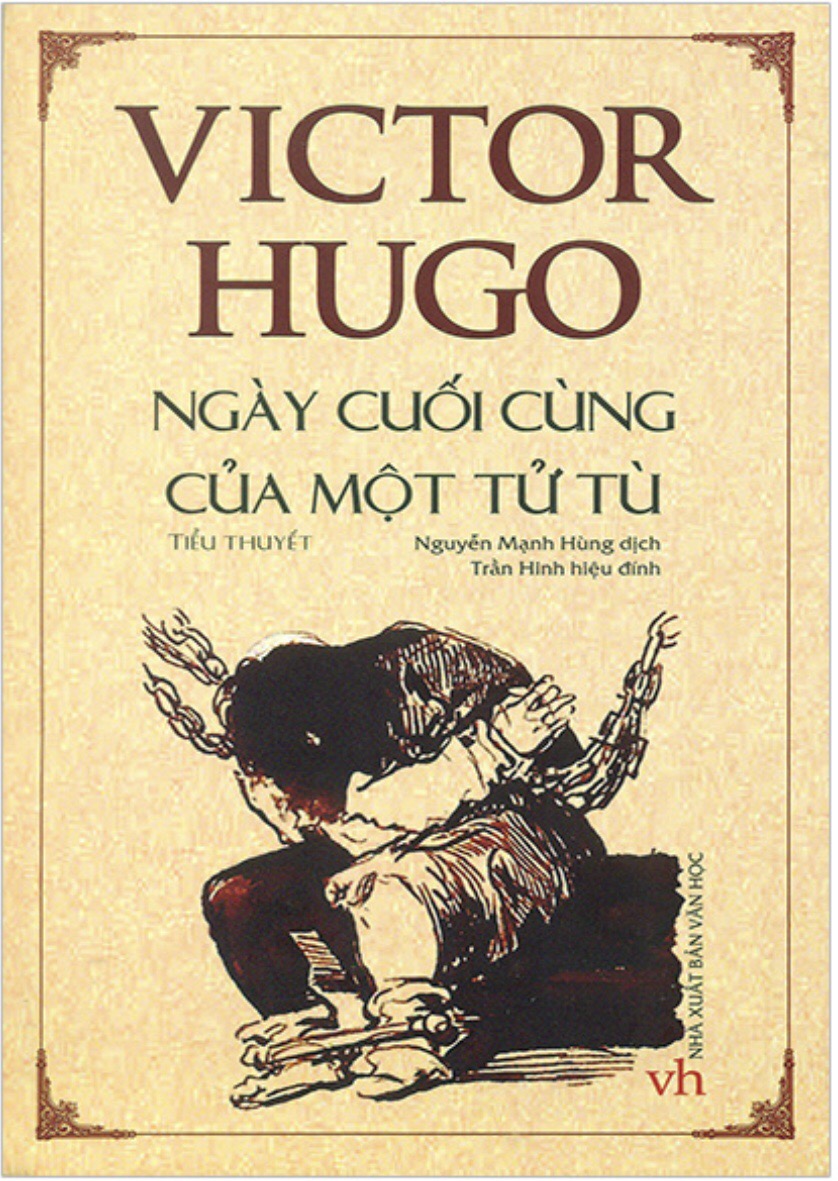 VICTOR
HUGO
NGÀY CUỐI CÙNG
CỦA MỘT TỬ TÙ
TIỂU THUYẾT
Nguyễn Mạnh Hùng dịch
Trần Hinh hiệu đính
NHÀ XUẤT BẢN VĂN HỌC
vh